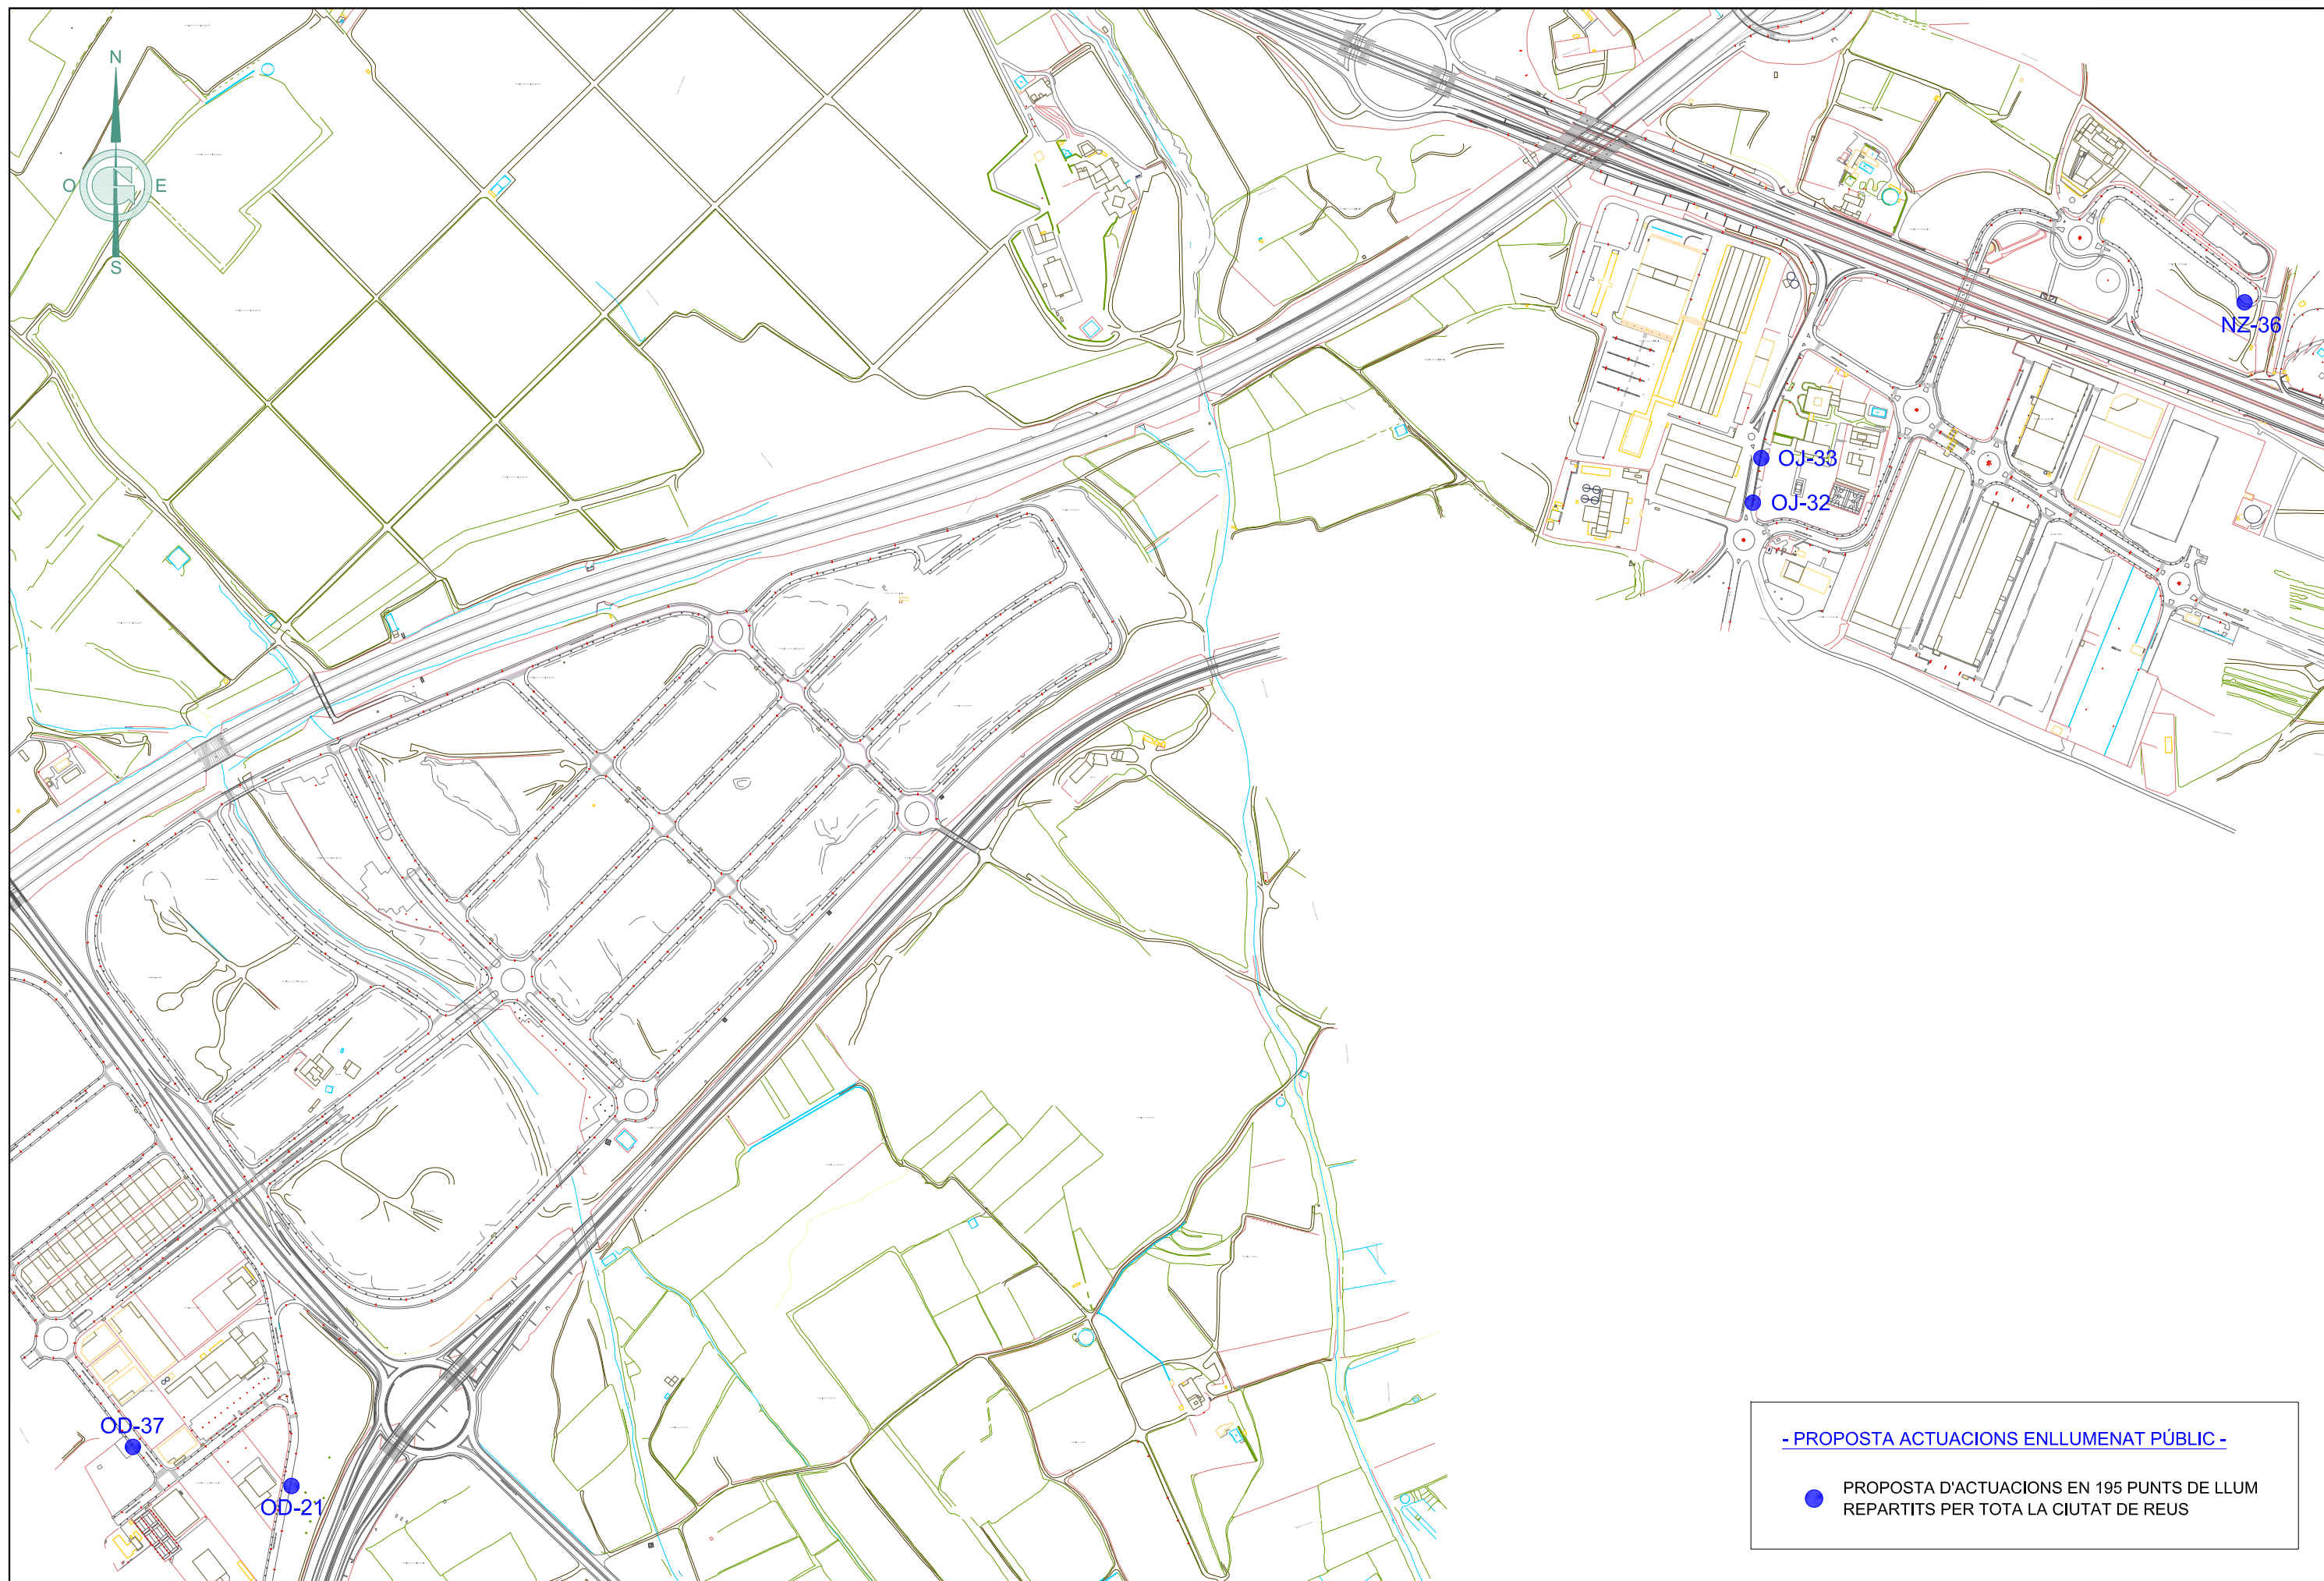 N
O
E
S
NZ-36
OJ-33
OJ-32
OD-37
OD-21
- PROPOSTA ACTUACIONS ENLLUMENAT PÚBLIC -
PROPOSTA D'ACTUACIONS EN 195 PUNTS DE LLUM
REPARTITS PER TOTA LA CIUTAT DE REUS